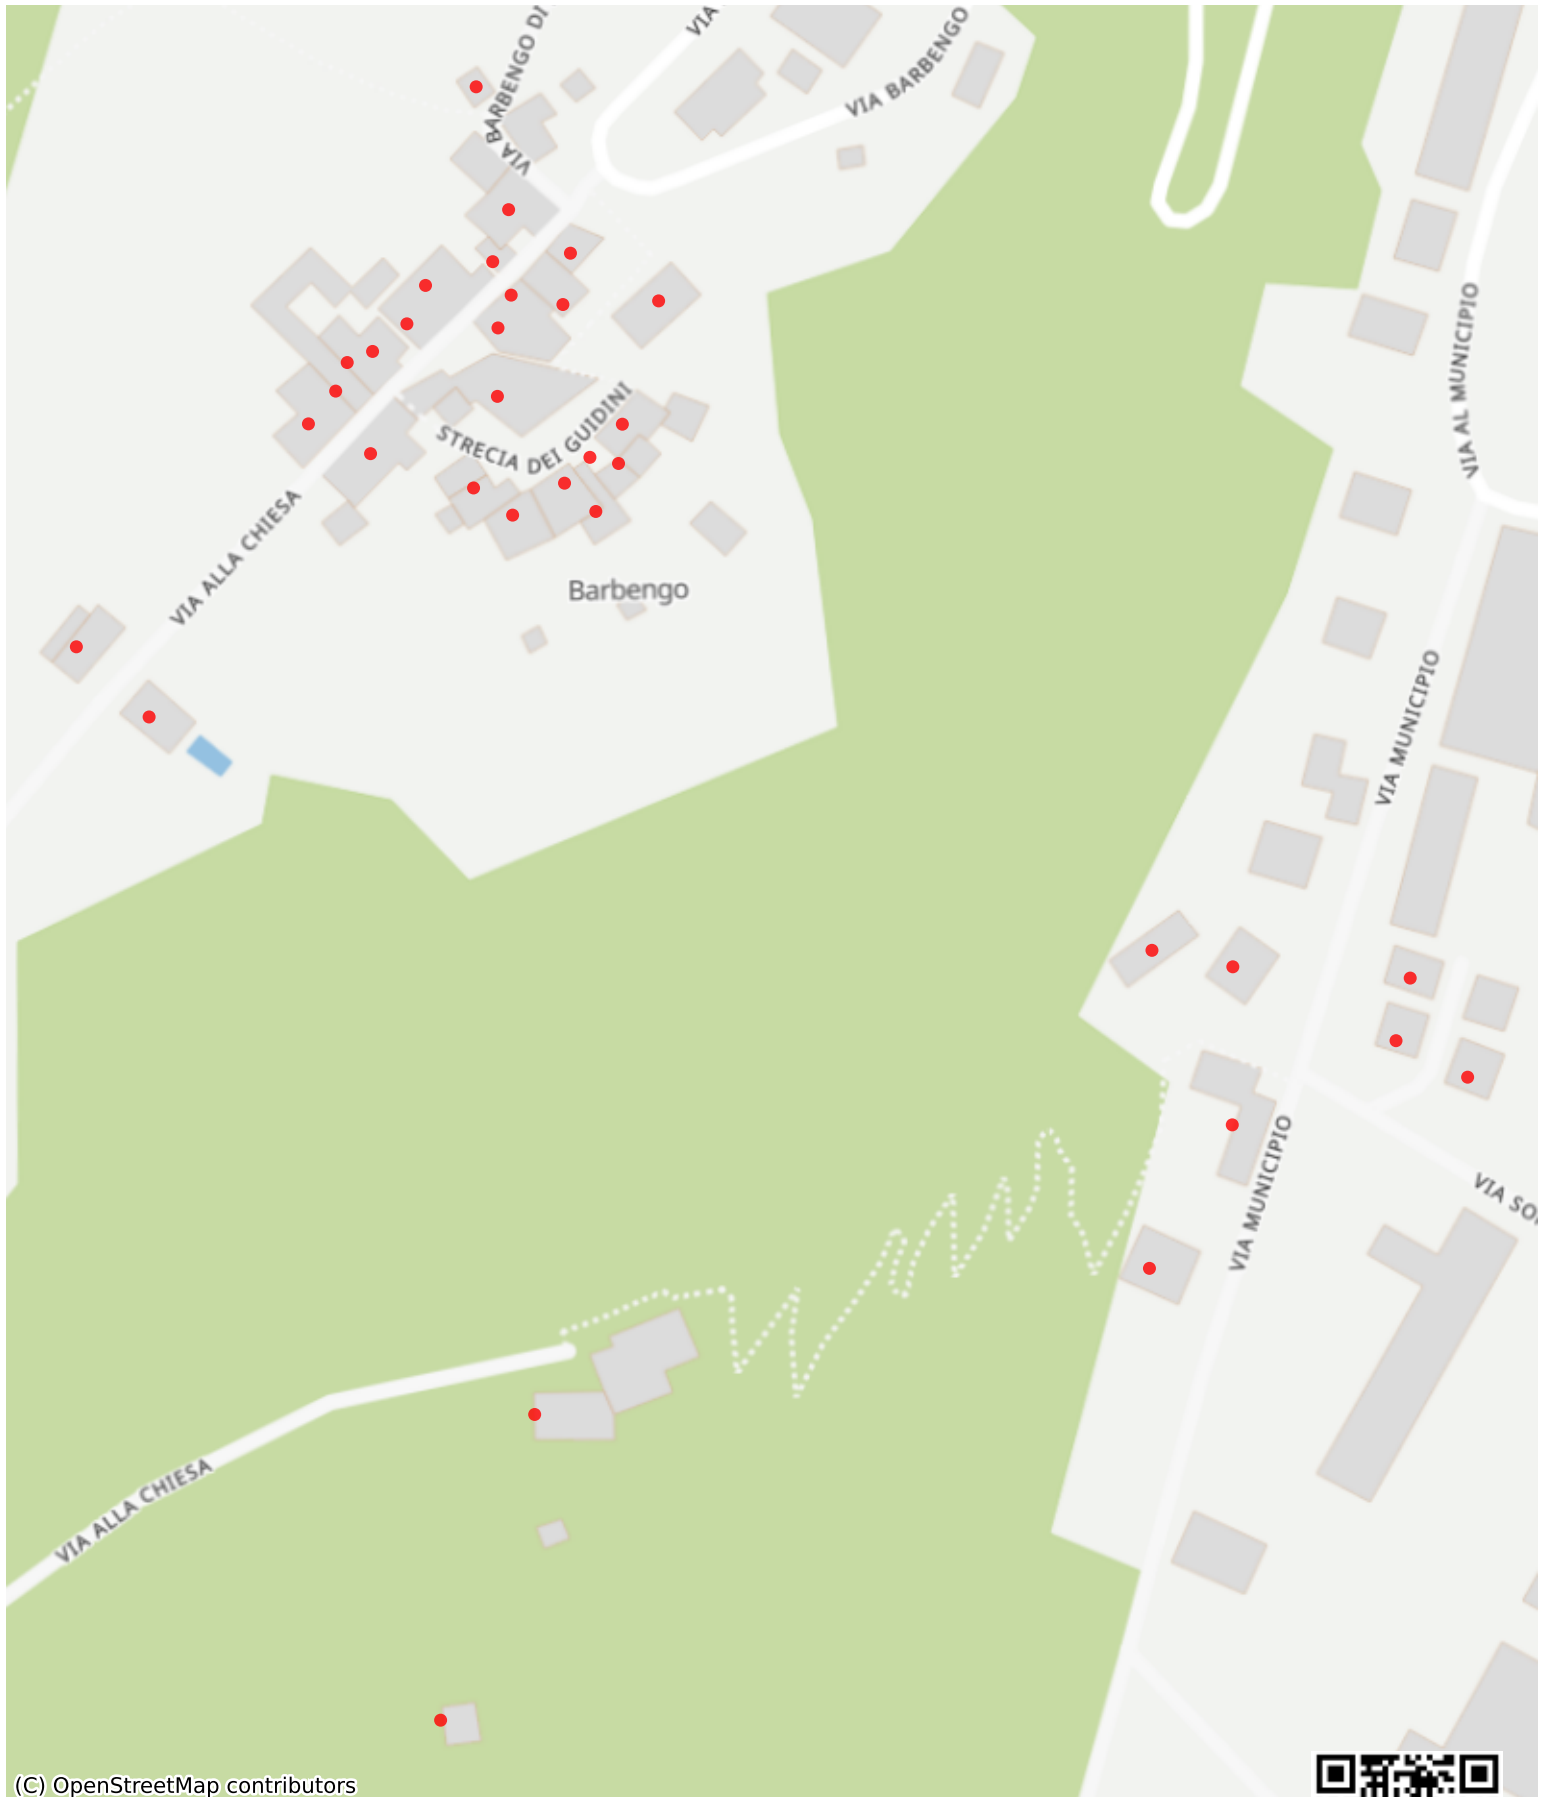 VIA BARBENGO DI
VIA
VIA BARBENGO
VIA AL MUNICIPIO
STRECIA DEI GUIDINI
VIA ALLA CHIESA
Barbengo
VIA MUNICIPIO
VIA MUNICIPIO
VIA
VIA ALLA CHIESA
(C) OpenStreetMap contributors